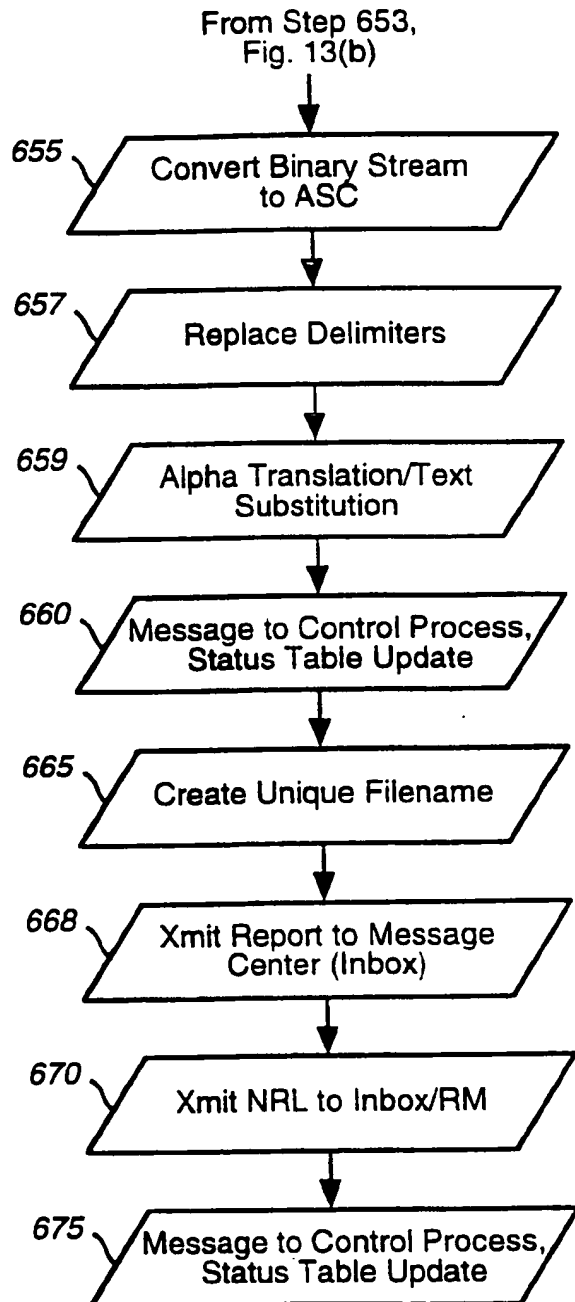 From Step 653,
Fig. 13(b)
655
Convert Binary Stream
to ASC
657
Replace Delimiters
659
Alpha Translation/Text
Substitution
660
Message to Control Process,
Status Table Update
665
Create Unique Filename
668
Xmit Report to Message
Center (Inbox)
670
Xmit NRL to Inbox/RM
675
Message to Control Process,
Status Table Update